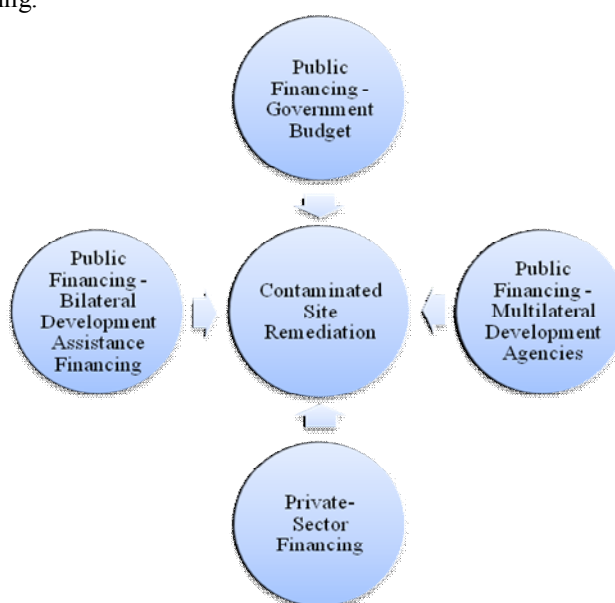 ing.
Public
Financing -
Government
Budget
Public
Financing -
Bilateral
Development
Assistance
Financing
Contaminated
Site
Remediation
Public
Financing -
Multilateral
Development
Agencies
Private-
Sector
Financing